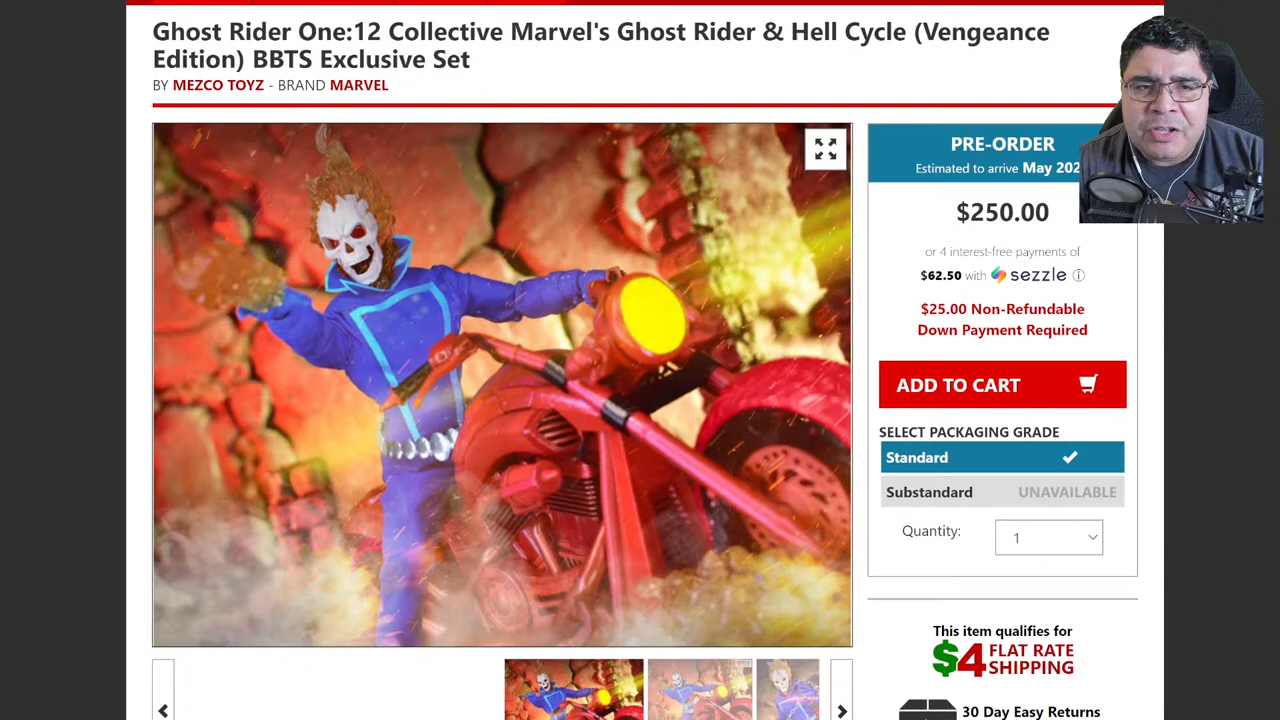 Ghost Rider One:12 Collective Marvel's Ghost Rider & Hell Cycle (Vengeance
Edition) BBTS Exclusive Set
BY MEZCO TOYZ - BRAND MARVEL
PRE-ORDER
Estimated to arrive May 202
$250.00
or 4 interest-free payments of
$62.50 with sezzle
$25.00 Non-Refundable
Down Payment Required
ADD TO CART
SELECT PACKAGING GRADE
Standard
Substandard UNAVAILABLE
Quantity: 1
This item qualifies for
$4 FLAT RATE
SHIPPING
30 Day Easy Returns